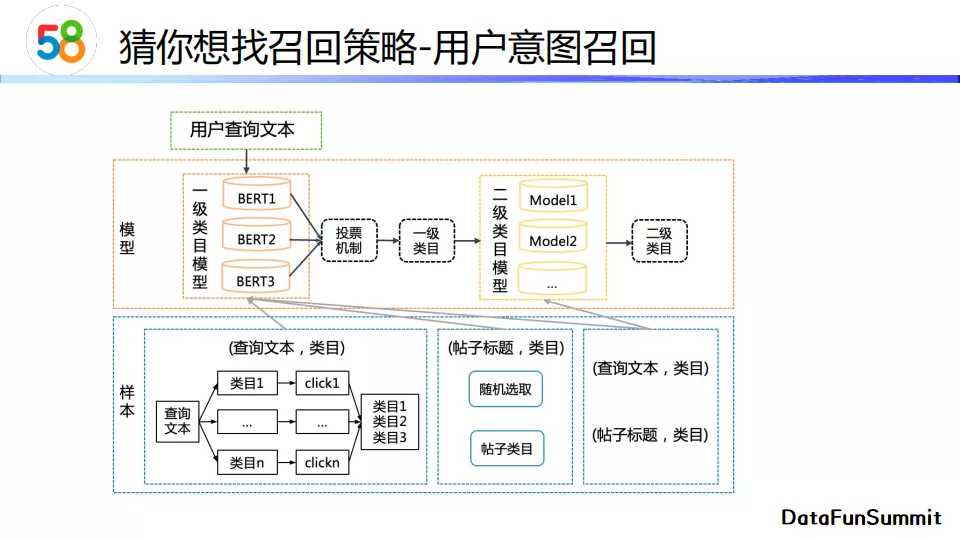 58
猜你想找召回策略-用户意图召回
用户查询文本
模型
一级类目模型
BERT1
BERT2
BERT3
投票
机制
一级
类目
二级类目模型
Model1
Model2
...
二级
类目
样本
(查询文本，类目)
查询
文本
类目1
click1
...
...
类目n
clickn
类目1
类目2
类目3
(帖子标题，类目)
随机选取
帖子类目
(查询文本，类目)
(帖子标题，类目)
DataFunSummit